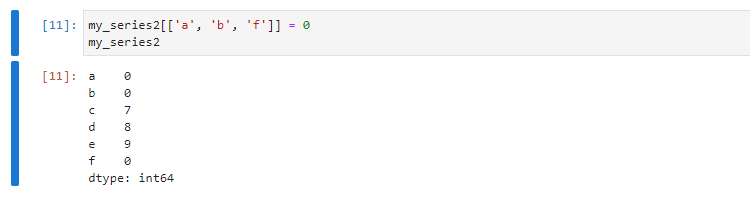 [11]: my_series2[['a', 'b', 'f']] = 0
my_series2
[11]: a 0
b 0
c 7
d 8
e 9
f 0
dtype: int64